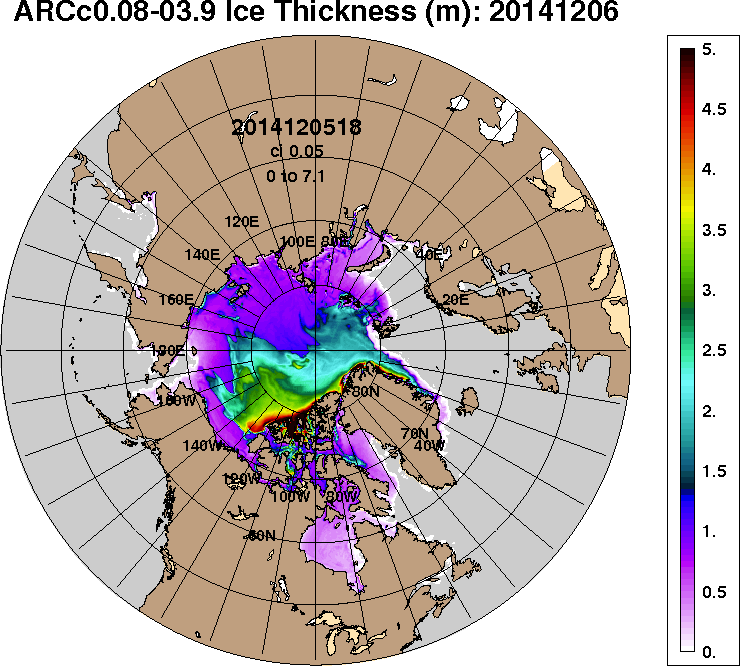 ARCc0.08-03.9 Ice Thickness (m): 20141206
5.
4.5
4.
3.5
3.
2.5
2.
1.5
1.
0.5
0.
2014120518
ci 0.05
0 to 7.1
120E
100E 80E
140E
40E
160E
20E
180E
160W
80N
140W
70N
40W
120W
100W
80W
60N